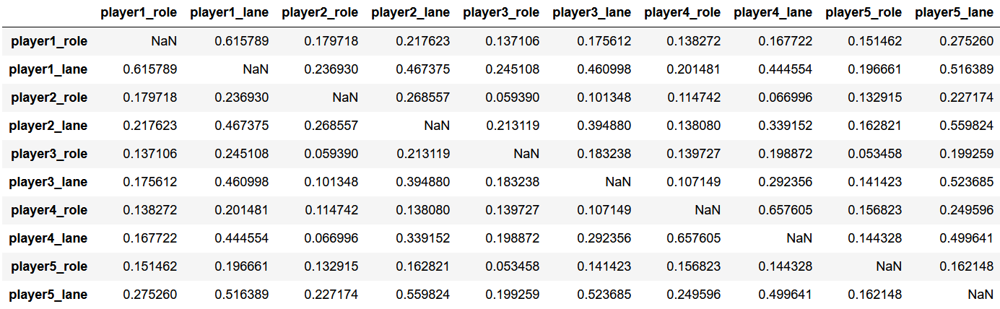 player1_role player1_lane player2_role player2_lane player3_role player3_lane player4_role player4_lane player5_role player5_lane
player1_role NaN 0.615789 0.179718 0.217623 0.137106 0.175612 0.138272 0.167722 0.151462 0.275260
player1_lane 0.615789 NaN 0.236930 0.467375 0.245108 0.460998 0.201481 0.444554 0.196661 0.516389
player2_role 0.179718 0.236930 NaN 0.268557 0.059390 0.101348 0.114742 0.066996 0.132915 0.227174
player2_lane 0.217623 0.467375 0.268557 NaN 0.213119 0.394880 0.138080 0.339152 0.162821 0.559824
player3_role 0.137106 0.245108 0.059390 0.213119 NaN 0.183238 0.139727 0.198872 0.053458 0.199259
player3_lane 0.175612 0.460998 0.101348 0.394880 0.183238 NaN 0.107149 0.292356 0.141423 0.523685
player4_role 0.138272 0.201481 0.114742 0.138080 0.139727 0.107149 NaN 0.657605 0.156823 0.249596
player4_lane 0.167722 0.444554 0.066996 0.339152 0.198872 0.292356 0.657605 NaN 0.144328 0.499641
player5_role 0.151462 0.196661 0.132915 0.162821 0.053458 0.141423 0.156823 0.144328 NaN 0.162148
player5_lane 0.275260 0.516389 0.227174 0.559824 0.199259 0.523685 0.249596 0.499641 0.162148 NaN